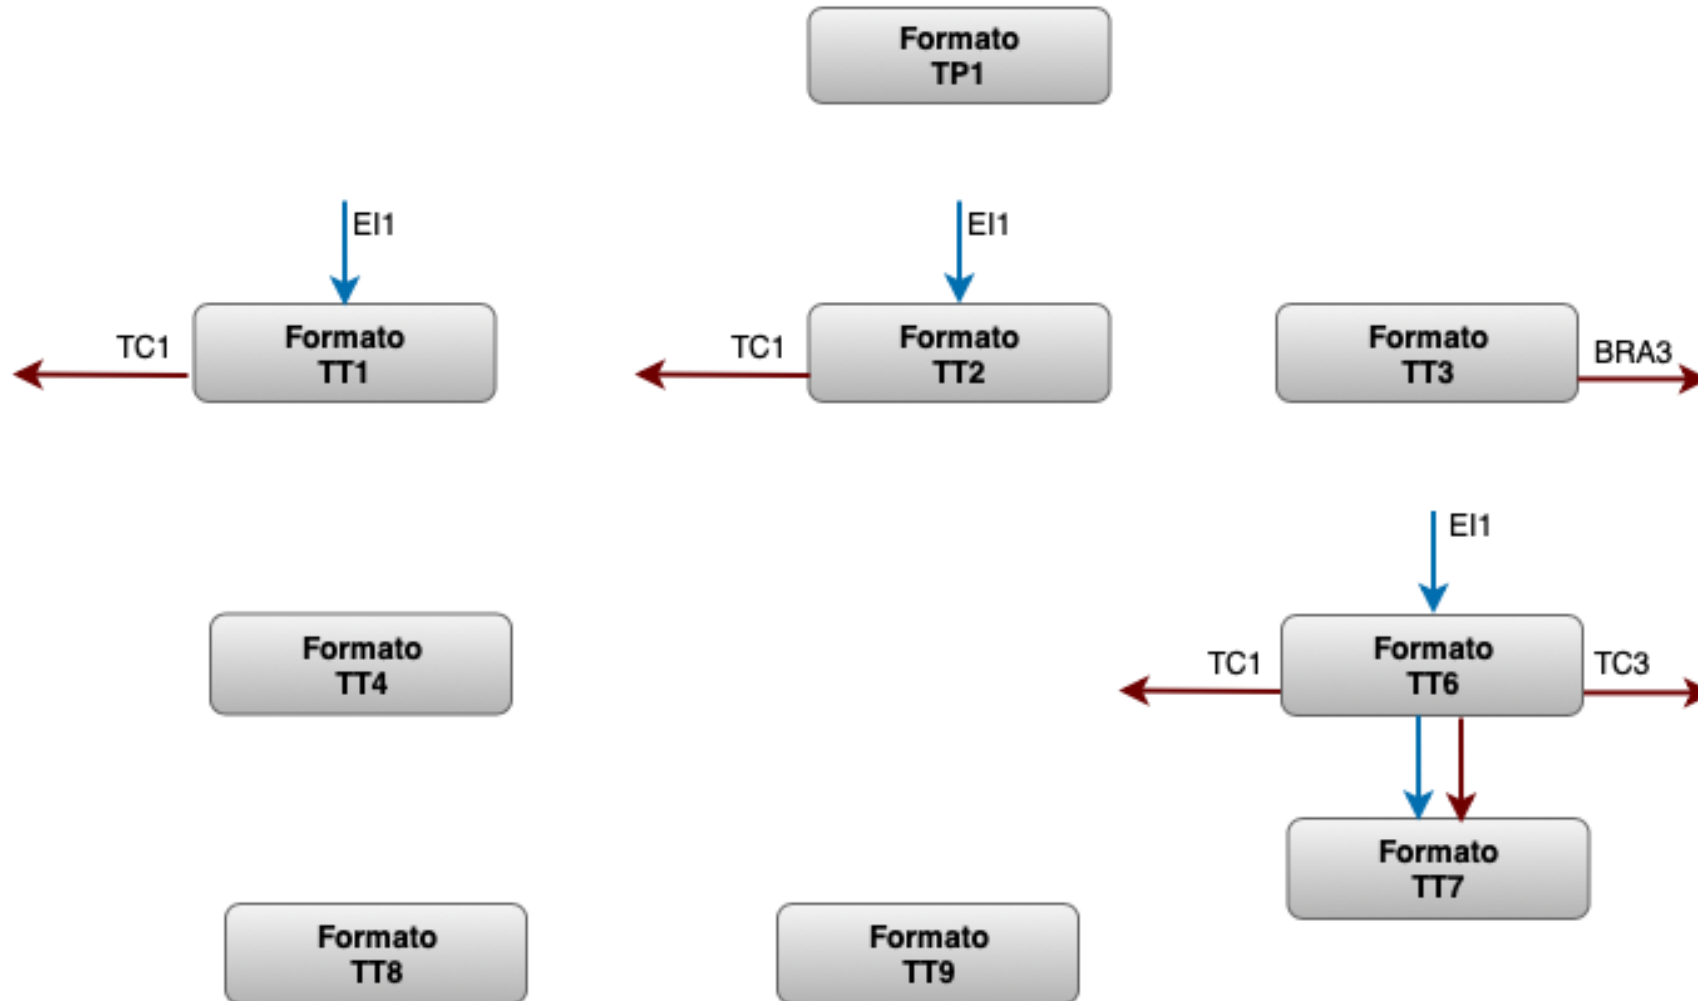 Formato
TP1
EI1
EI1
TC1
Formato
TT1
TC1
Formato
TT2
Formato
TT3
BRA3
EI1
Formato
TT4
TC1
Formato
TT6
TC3
Formato
TT7
Formato
TT8
Formato
TT9